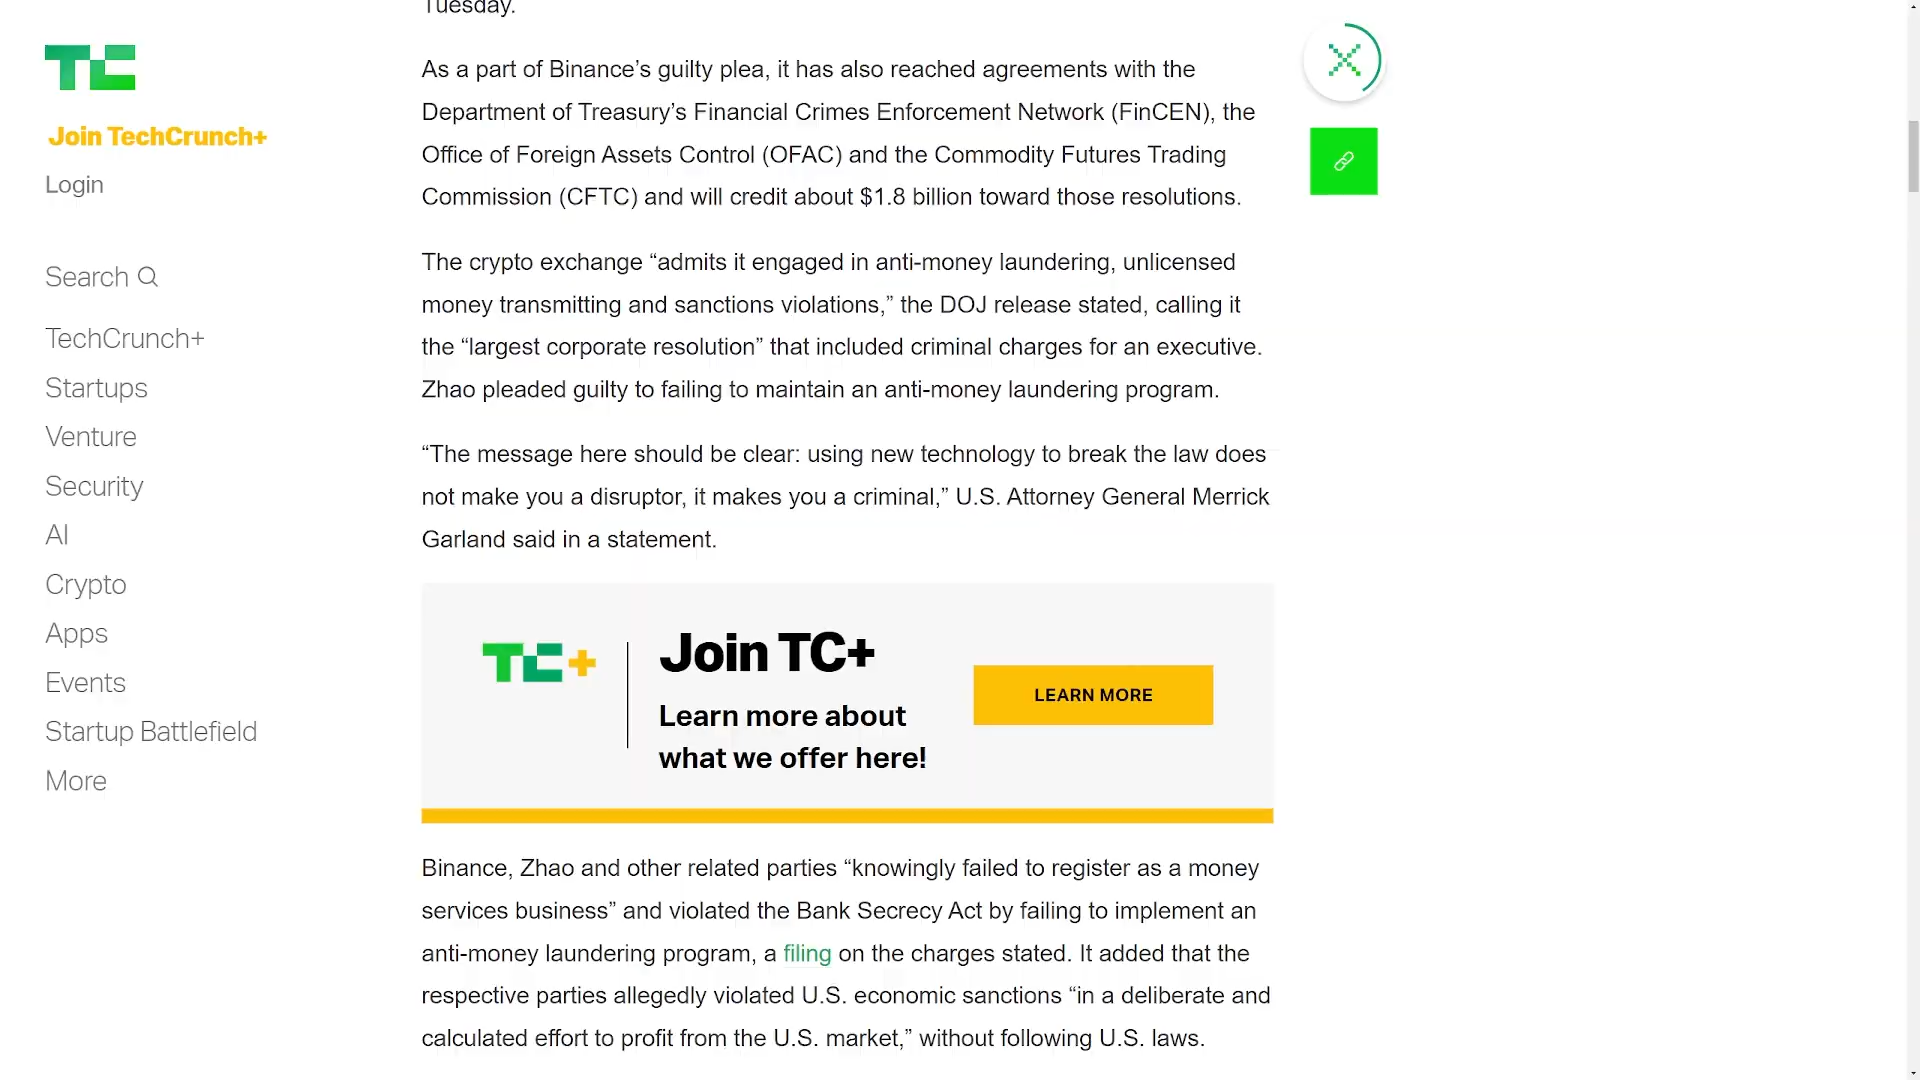 Tuesday.
TC
Join TechCrunch+
Login
Search
TechCrunch+
Startups
Venture
Security
AI
Crypto
Apps
Events
Startup Battlefield
More
As a part of Binance’s guilty plea, it has also reached agreements with the
Department of Treasury’s Financial Crimes Enforcement Network (FinCEN), the
Office of Foreign Assets Control (OFAC) and the Commodity Futures Trading
Commission (CFTC) and will credit about $1.8 billion toward those resolutions.
The crypto exchange “admits it engaged in anti-money laundering, unlicensed
money transmitting and sanctions violations,” the DOJ release stated, calling it
the “largest corporate resolution” that included criminal charges for an executive.
Zhao pleaded guilty to failing to maintain an anti-money laundering program.
“The message here should be clear: using new technology to break the law does
not make you a disruptor, it makes you a criminal,” U.S. Attorney General Merrick
Garland said in a statement.
TC+
Join TC+
Learn more about
what we offer here!
LEARN MORE
Binance, Zhao and other related parties “knowingly failed to register as a money
services business” and violated the Bank Secrecy Act by failing to implement an
anti-money laundering program, a filing on the charges stated. It added that the
respective parties allegedly violated U.S. economic sanctions “in a deliberate and
calculated effort to profit from the U.S. market,” without following U.S. laws.